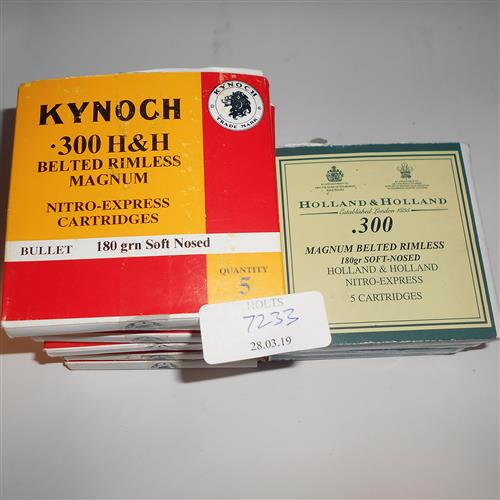 KYNOCH
TRADE MARK
KYNOCH
·300 H&H
BELTED RIMLESS
MAGNUM
NITRO-EXPRESS
CARTRIDGES
BULLET 180 grn Soft Nosed
QUANTITY
5
HOLLAND & HOLLAND
Established London 1835
.300
MAGNUM BELTED RIMLESS
180gr SOFT-NOSED
HOLLAND & HOLLAND
NITRO-EXPRESS
5 CARTRIDGES
HOLTS
7233
28.03.19